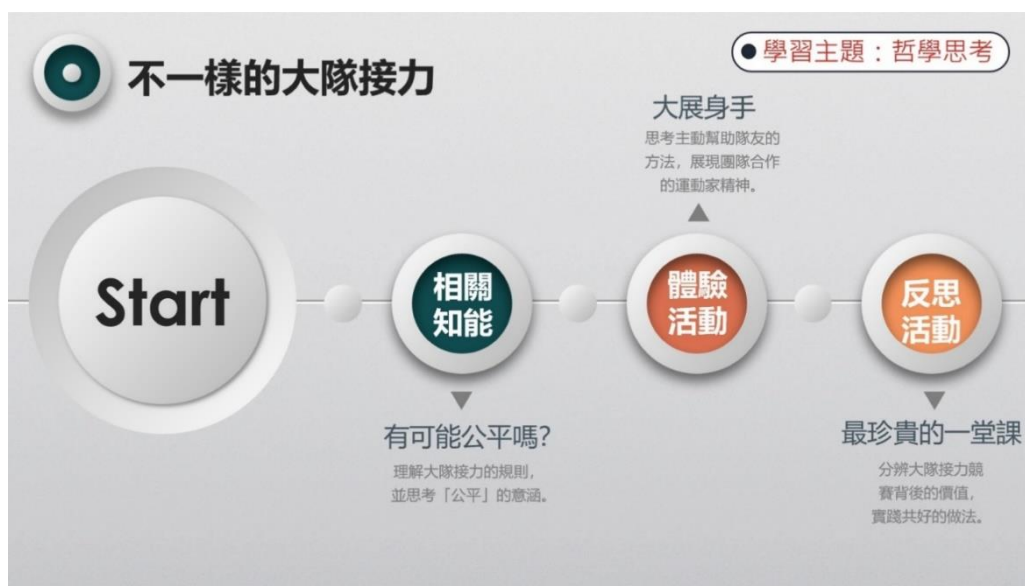 不一樣的大隊接力
●學習主題：哲學思考
Start
相關
知能
有可能公平嗎?
理解大隊接力的規則，
並思考「公平」的意涵。
大展身手
思考主動幫助隊友的
方法，展現團隊合作
的運動家精神。
體驗
活動
反思
活動
最珍貴的一堂課
分辨大隊接力競
賽背後的價值，
實踐共好的做法。